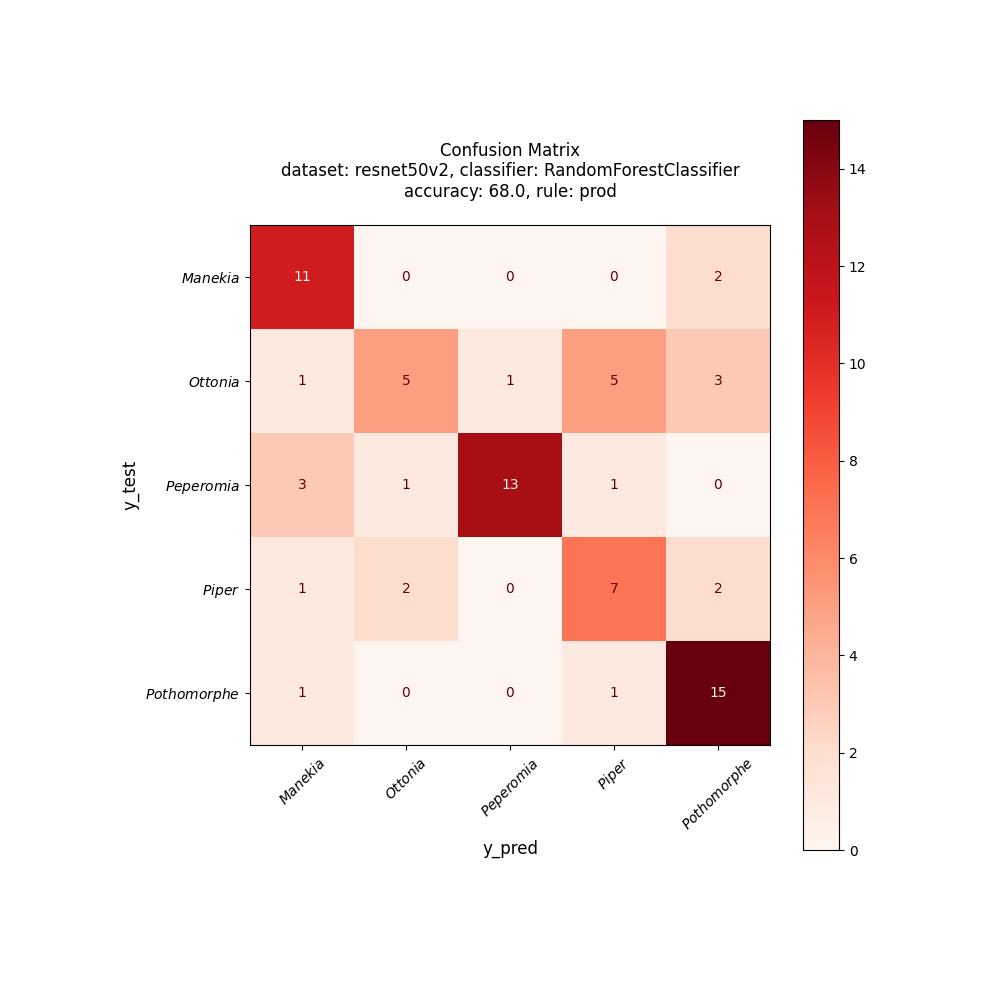 Confusion Matrix
dataset: resnet50v2, classifier: RandomForestClassifier
accuracy: 68.0, rule: prod
Manekia 11 0 0 0 2
Ottonia 1 5 1 5 3
Peperomia 3 1 13 1 0
Piper 1 2 0 7 2
Pothomorphe 1 0 0 1 15
y_test
Manekia Ottonia Peperomia Piper Pothomorphe
y_pred
14
12
10
8
6
4
2
0